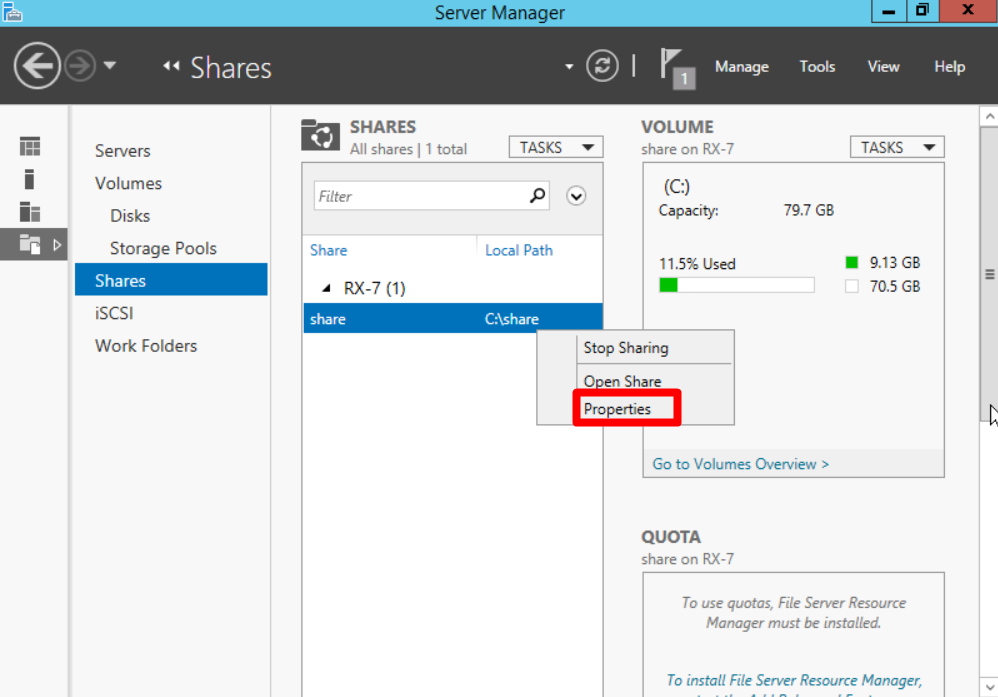 Server Manager
Shares
1
Manage
Tools
View
Help
Servers
Volumes
Disks
Storage Pools
Shares
iSCSI
Work Folders
SHARES
All shares | 1 total
TASKS
Filter
Share
Local Path
RX-7 (1)
share
C:\share
Stop Sharing
Open Share
Properties
VOLUME
share on RX-7
TASKS
(C:)
Capacity:
79.7 GB
11.5% Used
9.13 GB
70.5 GB
Go to Volumes Overview >
QUOTA
share on RX-7
To use quotas, File Server Resource
Manager must be installed.
To install File Server Resource Manager,